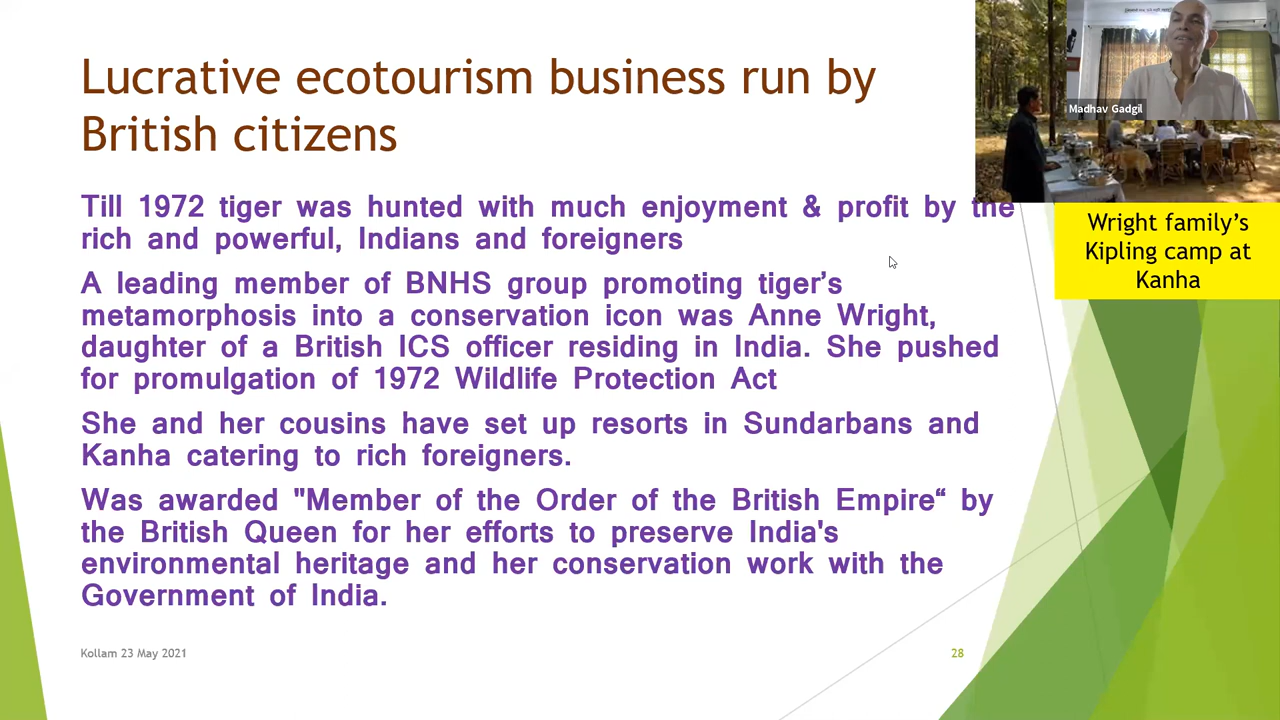 Lucrative ecotourism business run by
British citizens
Till 1972 tiger was hunted with much enjoyment & profit by the
rich and powerful, Indians and foreigners
A leading member of BNHS group promoting tiger’s
metamorphosis into a conservation icon was Anne Wright,
daughter of a British ICS officer residing in India. She pushed
for promulgation of 1972 Wildlife Protection Act
She and her cousins have set up resorts in Sundarbans and
Kanha catering to rich foreigners.
Was awarded "Member of the Order of the British Empire“ by
the British Queen for her efforts to preserve India's
environmental heritage and her conservation work with the
Government of India.
Madhav Gadgil
Wright family’s
Kipling camp at
Kanha
Kollam 23 May 2021
28